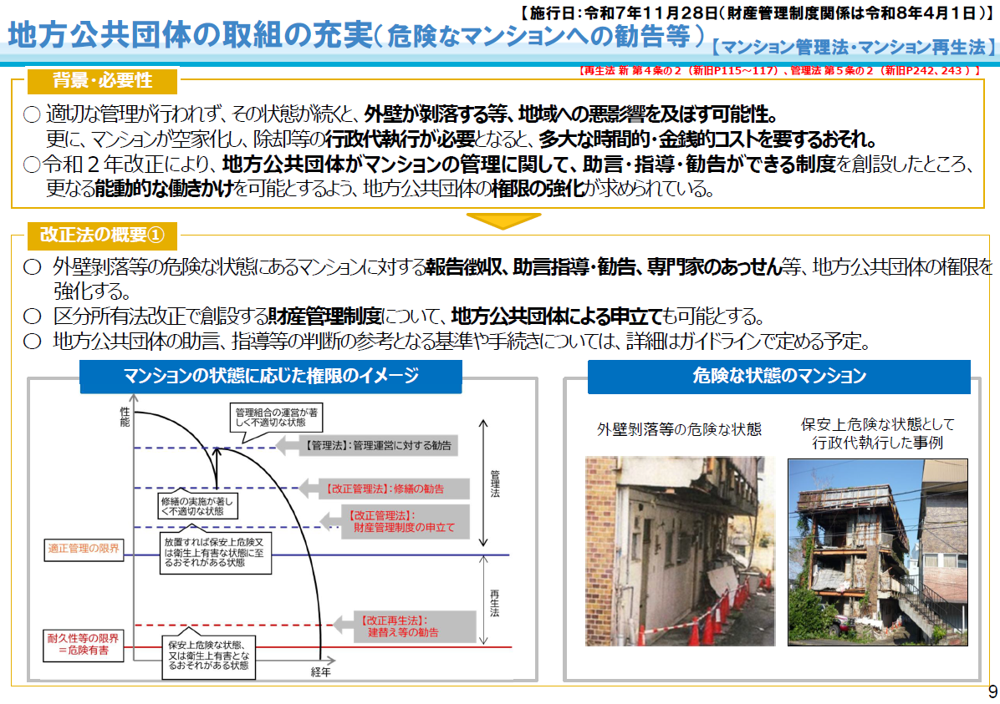 【施行日：令和7年11月28日（財産管理制度関係は令和8年4月1日）】
地方公共団体の取組の充実（危険なマンションへの勧告等）【マンション管理法・マンション再生法】
【再生法 新 第４条の２（新旧P115～117）、管理法 第５条の２（新旧P242、243 ）】
背景・必要性
○ 適切な管理が行われず、その状態が続くと、外壁が剥落する等、地域への悪影響を及ぼす可能性。
更に、マンションが空家化し、除却等の行政代執行が必要となると、多大な時間的・金銭的コストを要するおそれ。
○令和２年改正により、地方公共団体がマンションの管理に関して、助言・指導・勧告ができる制度を創設したところ、
更なる能動的な働きかけを可能とするよう、地方公共団体の権限の強化が求められている。
改正法の概要①
○ 外壁剥落等の危険な状態にあるマンションに対する報告徴収、助言指導・勧告、専門家のあっせん等、地方公共団体の権限を
強化する。
○ 区分所有法改正で創設する財産管理制度について、地方公共団体による申立ても可能とする。
○ 地方公共団体の助言、指導等の判断の参考となる基準や手続きについては、詳細はガイドラインで定める予定。
マンションの状態に応じた権限のイメージ
性能
管理組合の運営が著
しく不適切な状態
【管理法】：管理運営に対する勧告
【改正管理法】：修繕の勧告
修繕の実施が著し
く不適切な状態
【改正管理法】：
財産管理制度の申立て
管理法
放置すれば保安上危険又
は衛生上有害な状態に至
るおそれがある状態
適正管理の限界
再生法
【改正再生法】：
建替え等の勧告
耐久性等の限界
＝危険有害
保安上危険な状態、
又は衛生上有害とな
るおそれがある状態
経年
危険な状態のマンション
外壁剥落等の危険な状態
保安上危険な状態として
行政代執行した事例
9